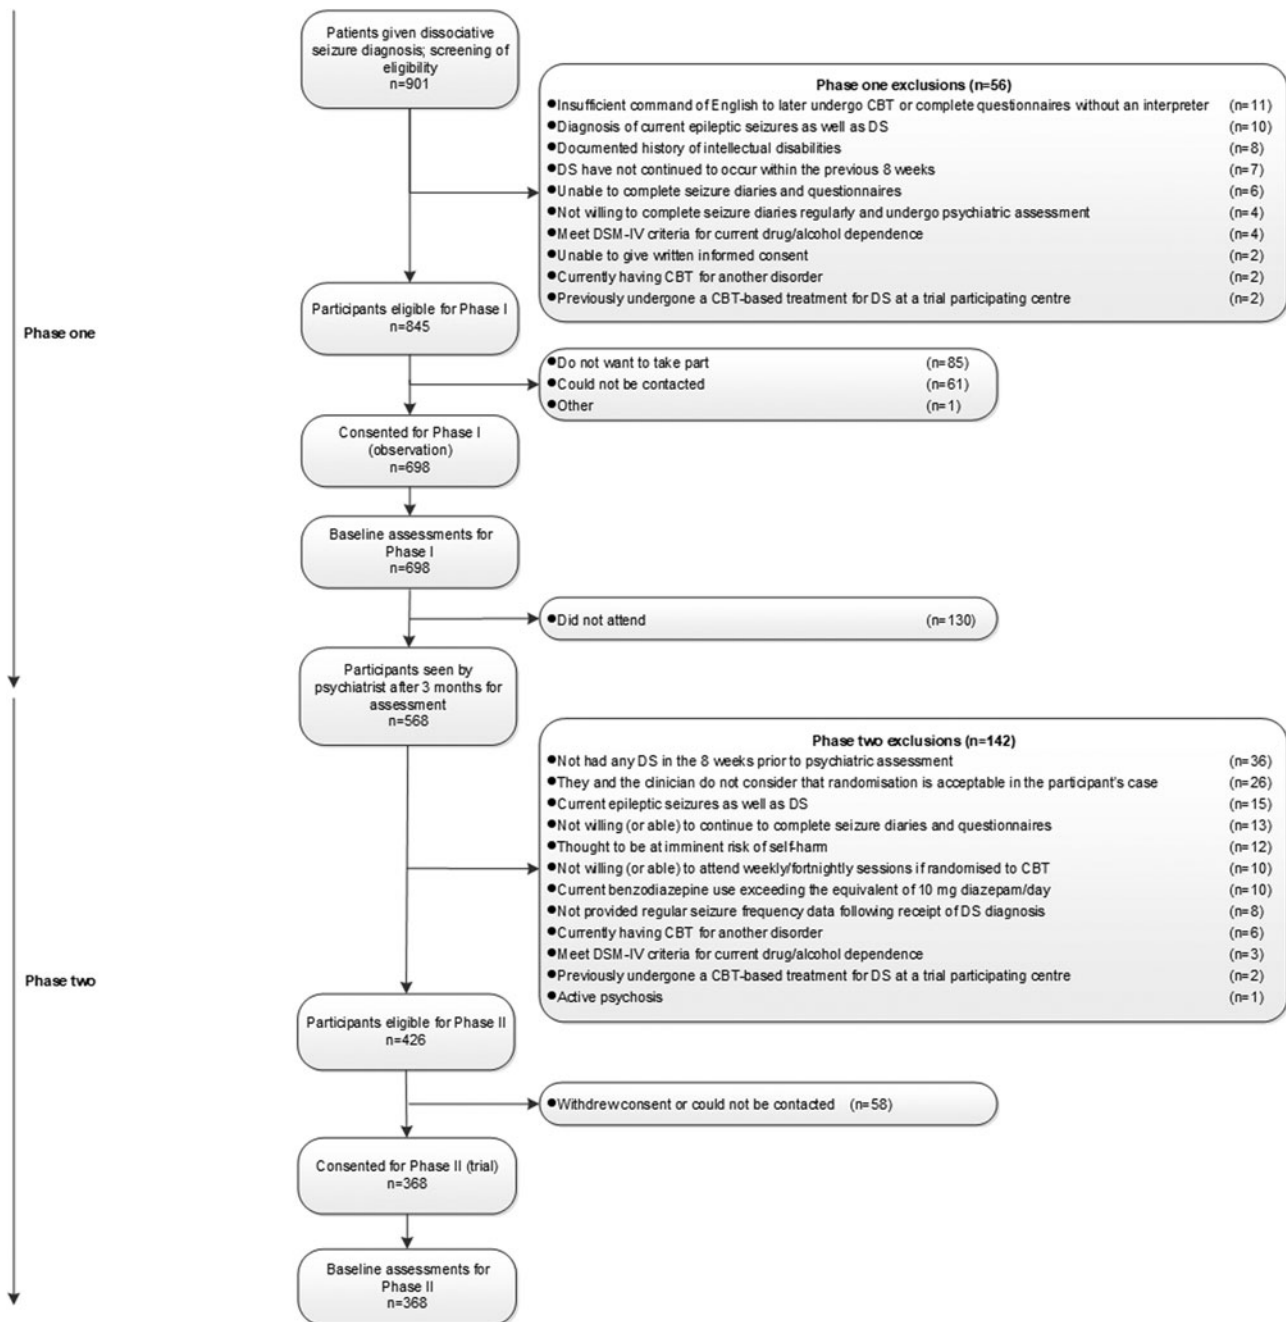 Patients given dissociative
seizure diagnosis; screening of
eligibility
n=901
Phase one exclusions (n=56)
●Insufficient command of English to later undergo CBT or complete questionnaires without an interpreter (n=11)
●Diagnosis of current epileptic seizures as well as DS (n=10)
●Documented history of intellectual disabilities (n=8)
●DS have not continued to occur within the previous 8 weeks (n=7)
●Unable to complete seizure diaries and questionnaires (n=6)
●Not willing to complete seizure diaries regularly and undergo psychiatric assessment (n=4)
●Meet DSM-IV criteria for current drug/alcohol dependence (n=4)
●Unable to give written informed consent (n=2)
●Currently having CBT for another disorder (n=2)
●Previously undergone a CBT-based treatment for DS at a trial participating centre (n=2)
Participants eligible for Phase I
n=845
Phase one
●Do not want to take part (n=85)
●Could not be contacted (n=61)
●Other (n=1)
Consented for Phase I
(observation)
n=698
Baseline assessments for
Phase I
n=698
●Did not attend (n=130)
Participants seen by
psychiatrist after 3 months for
assessment
n=568
Phase two exclusions (n=142)
●Not had any DS in the 8 weeks prior to psychiatric assessment (n=36)
●They and the clinician do not consider that randomisation is acceptable in the participant's case (n=26)
●Current epileptic seizures as well as DS (n=15)
●Not willing (or able) to continue to complete seizure diaries and questionnaires (n=13)
●Thought to be at imminent risk of self-harm (n=12)
●Not willing (or able) to attend weekly/fortnightly sessions if randomised to CBT (n=10)
●Current benzodiazepine use exceeding the equivalent of 10 mg diazepam/day (n=10)
●Not provided regular seizure frequency data following receipt of DS diagnosis (n=8)
●Currently having CBT for another disorder (n=6)
●Meet DSM-IV criteria for current drug/alcohol dependence (n=3)
●Previously undergone a CBT-based treatment for DS at a trial participating centre (n=2)
●Active psychosis (n=1)
Phase two
Participants eligible for Phase II
n=426
●Withdrew consent or could not be contacted (n=58)
Consented for Phase II (trial)
n=368
Baseline assessments for
Phase II
n=368